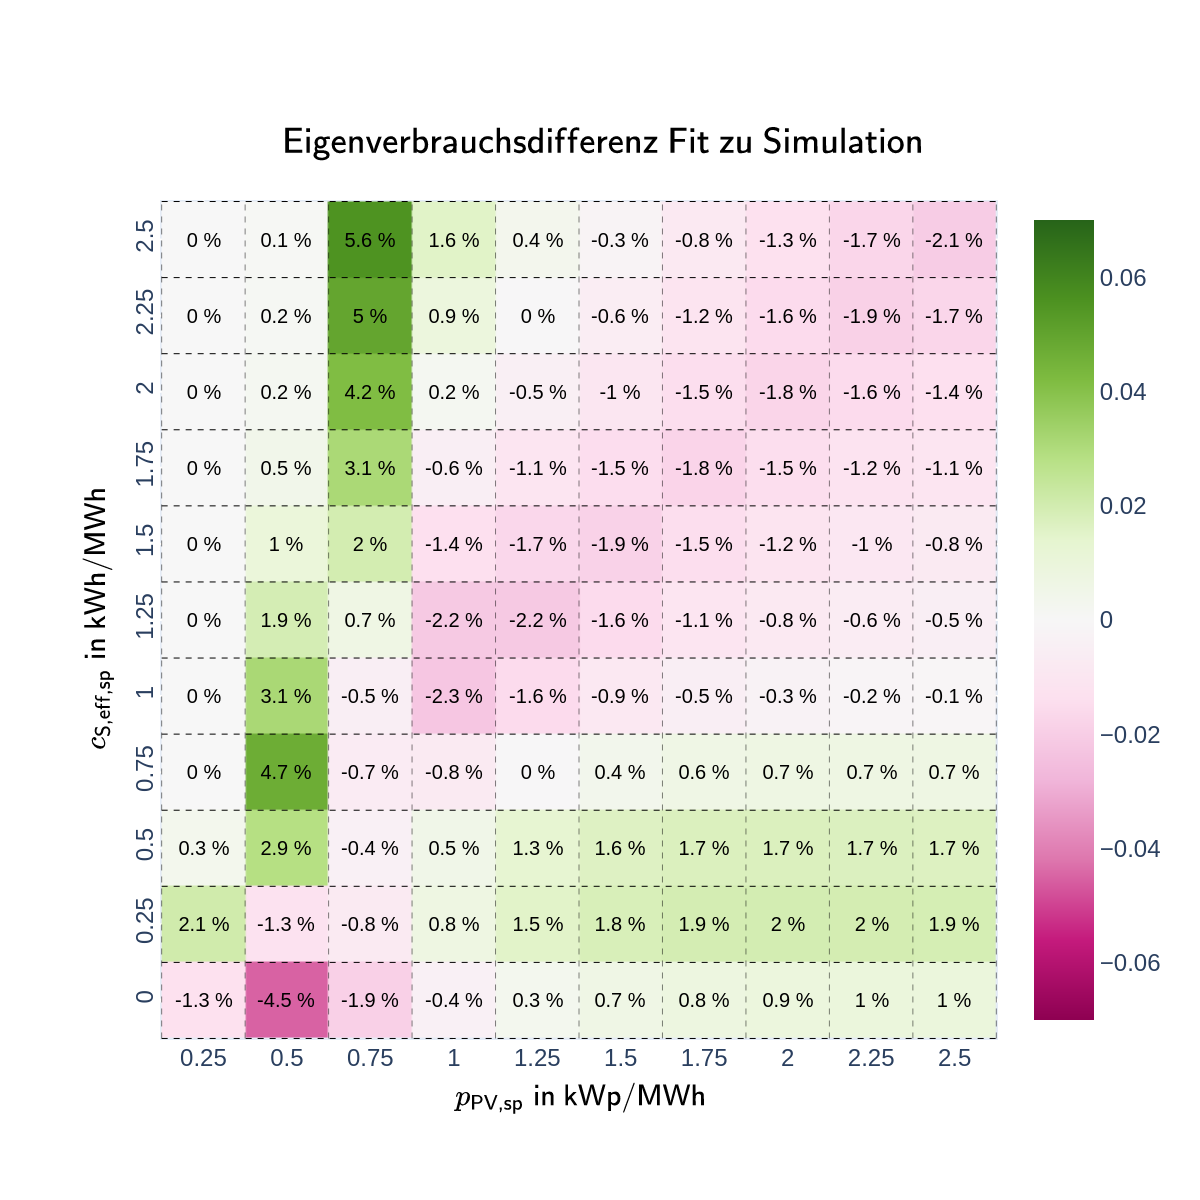 Eigenverbrauchsdifferenz Fit zu Simulation
2.5 0 % 0.1 % 5.6 % 1.6 % 0.4 % -0.3 % -0.8 % -1.3 % -1.7 % -2.1 %
2.25 0 % 0.2 % 5 % 0.9 % 0 % -0.6 % -1.2 % -1.6 % -1.9 % -1.7 %
2 0 % 0.2 % 4.2 % 0.2 % -0.5 % -1 % -1.5 % -1.8 % -1.6 % -1.4 %
1.75 0 % 0.5 % 3.1 % -0.6 % -1.1 % -1.5 % -1.8 % -1.5 % -1.2 % -1.1 %
1.5 0 % 1 % 2 % -1.4 % -1.7 % -1.9 % -1.5 % -1.2 % -1 % -0.8 %
1.25 0 % 1.9 % 0.7 % -2.2 % -2.2 % -1.6 % -1.1 % -0.8 % -0.6 % -0.5 %
1 0 % 3.1 % -0.5 % -2.3 % -1.6 % -0.9 % -0.5 % -0.3 % -0.2 % -0.1 %
0.75 0 % 4.7 % -0.7 % -0.8 % 0 % 0.4 % 0.6 % 0.7 % 0.7 % 0.7 %
0.5 0.3 % 2.9 % -0.4 % 0.5 % 1.3 % 1.6 % 1.7 % 1.7 % 1.7 % 1.7 %
0.25 2.1 % -1.3 % -0.8 % 0.8 % 1.5 % 1.8 % 1.9 % 2 % 2 % 1.9 %
0 -1.3 % -4.5 % -1.9 % -0.4 % 0.3 % 0.7 % 0.8 % 0.9 % 1 % 1 %
0.25 0.5 0.75 1 1.25 1.5 1.75 2 2.25 2.5
pPV,sp in kWp/MWh
cS,eff,sp in kWh/MWh
0.06
0.04
0.02
0
−0.02
−0.04
−0.06